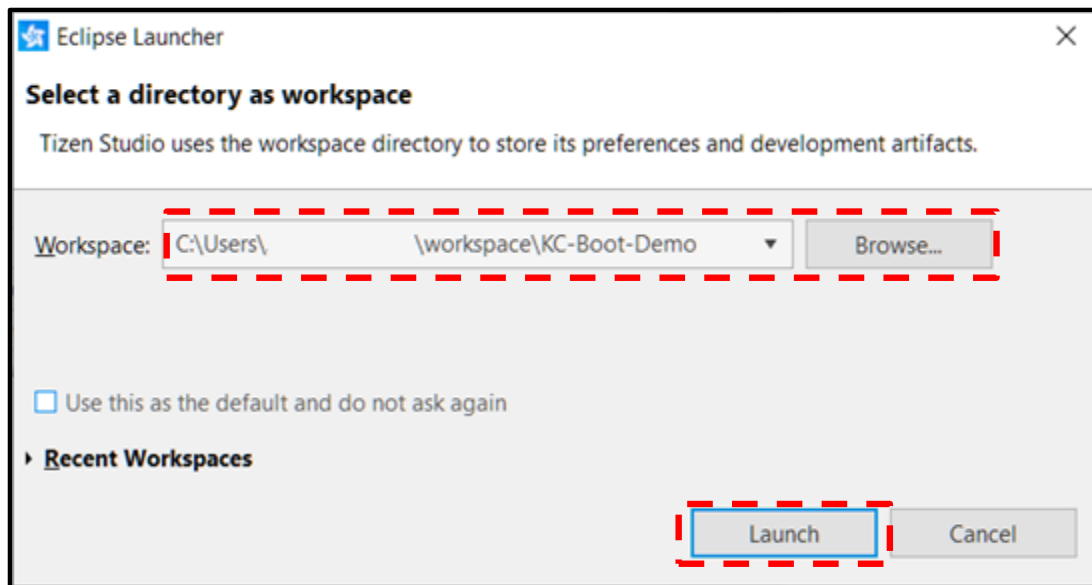 Eclipse Launcher
Select a directory as workspace
Tizen Studio uses the workspace directory to store its preferences and development artifacts.
Workspace: C:\Users\ \workspace\KC-Boot-Demo Browse...
Use this as the default and do not ask again
Recent Workspaces
Launch Cancel